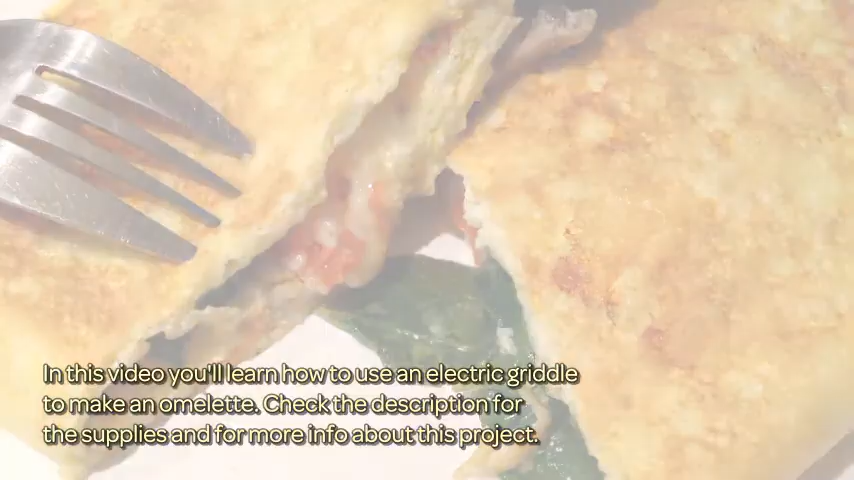 In this video you'll learn how to use an electric griddle
to make an omelette. Check the description for
the supplies and for more info about this project.